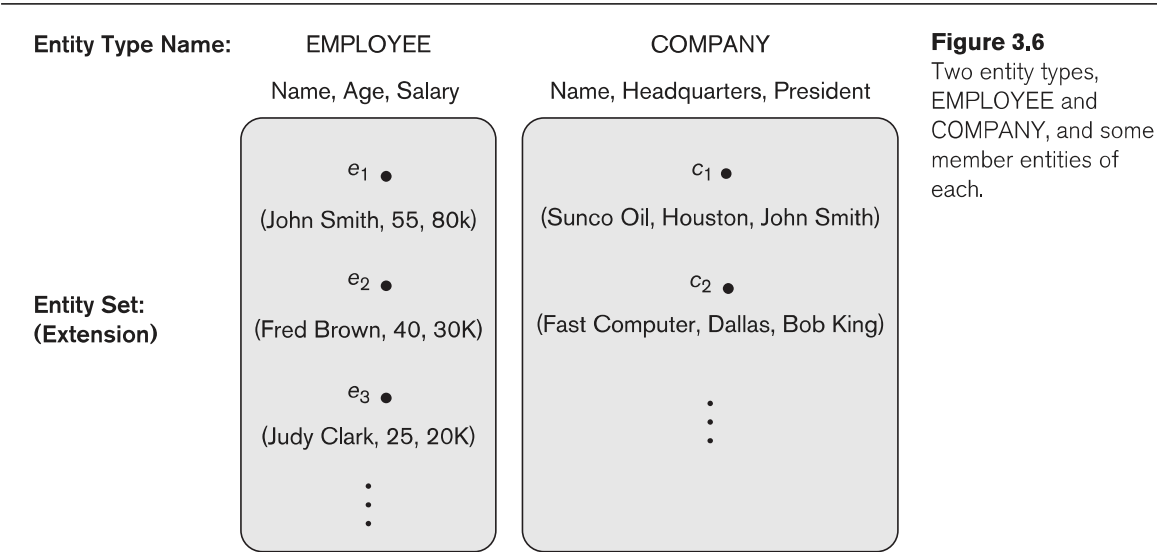 Entity Type Name: EMPLOYEE COMPANY
Name, Age, Salary Name, Headquarters, President
e1 c1
(John Smith, 55, 80k) (Sunco Oil, Houston, John Smith)
e2 c2
Entity Set:
(Extension)
(Fred Brown, 40, 30K) (Fast Computer, Dallas, Bob King)
e3
(Judy Clark, 25, 20K)
Figure 3.6
Two entity types,
EMPLOYEE and
COMPANY, and some
member entities of
each.